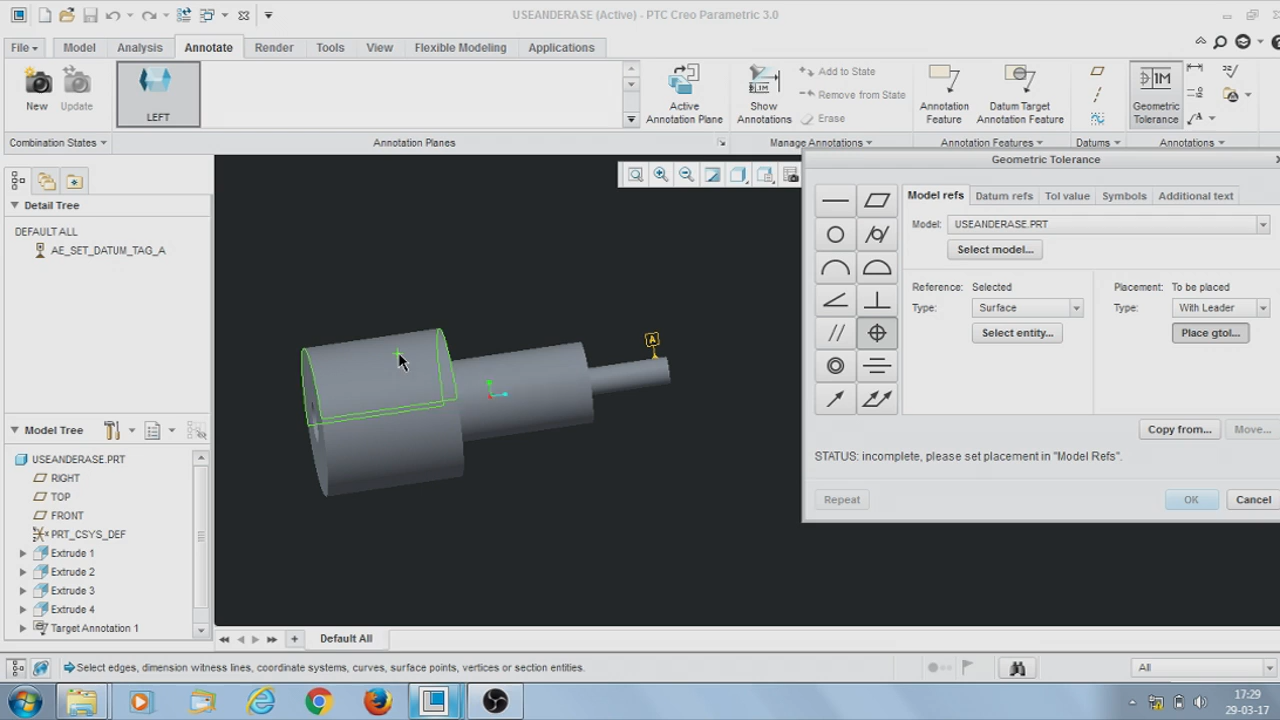 USEANDERASE (Active) - PTC Creo Parametric 3.0
File Model Analysis Annotate Render Tools View Flexible Modeling Applications
New
Update
LEFT
Active
Annotation Plane
Show
Annotations
Add to State
Remove from State
Erase
Annotation
Feature
Datum Target
Annotation Feature
1M
Geometric
Tolerance
Combination States
Annotation Planes
Manage Annotations
Annotation Features
Datums
Annotations
Geometric Tolerance
Detail Tree
DEFAULT ALL
AE_SET_DATUM_TAG_A
Model refs Datum refs Tol value Symbols Additional text
Model: USEANDERASE.PRT
Select model...
Reference: Selected
Type: Surface
Select entity...
Placement: To be placed
Type: With Leader
Place gtol...
Copy from... Move...
STATUS: incomplete, please set placement in "Model Refs".
Repeat OK Cancel
A
Model Tree
USEANDERASE.PRT
RIGHT
TOP
FRONT
PRT_CSYS_DEF
Extrude 1
Extrude 2
Extrude 3
Extrude 4
Target Annotation 1
Default All
Select edges, dimension witness lines, coordinate systems, curves, surface points, vertices or section entities.
All
17:29
29-03-17